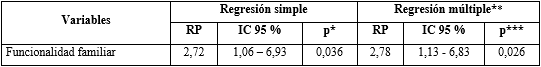 Variables Regresión simple Regresión múltiple**
RP IC 95 % p* RP IC 95 % p***
Funcionalidad familiar 2,72 1,06 – 6,93 0,036 2,78 1,13 - 6,83 0,026